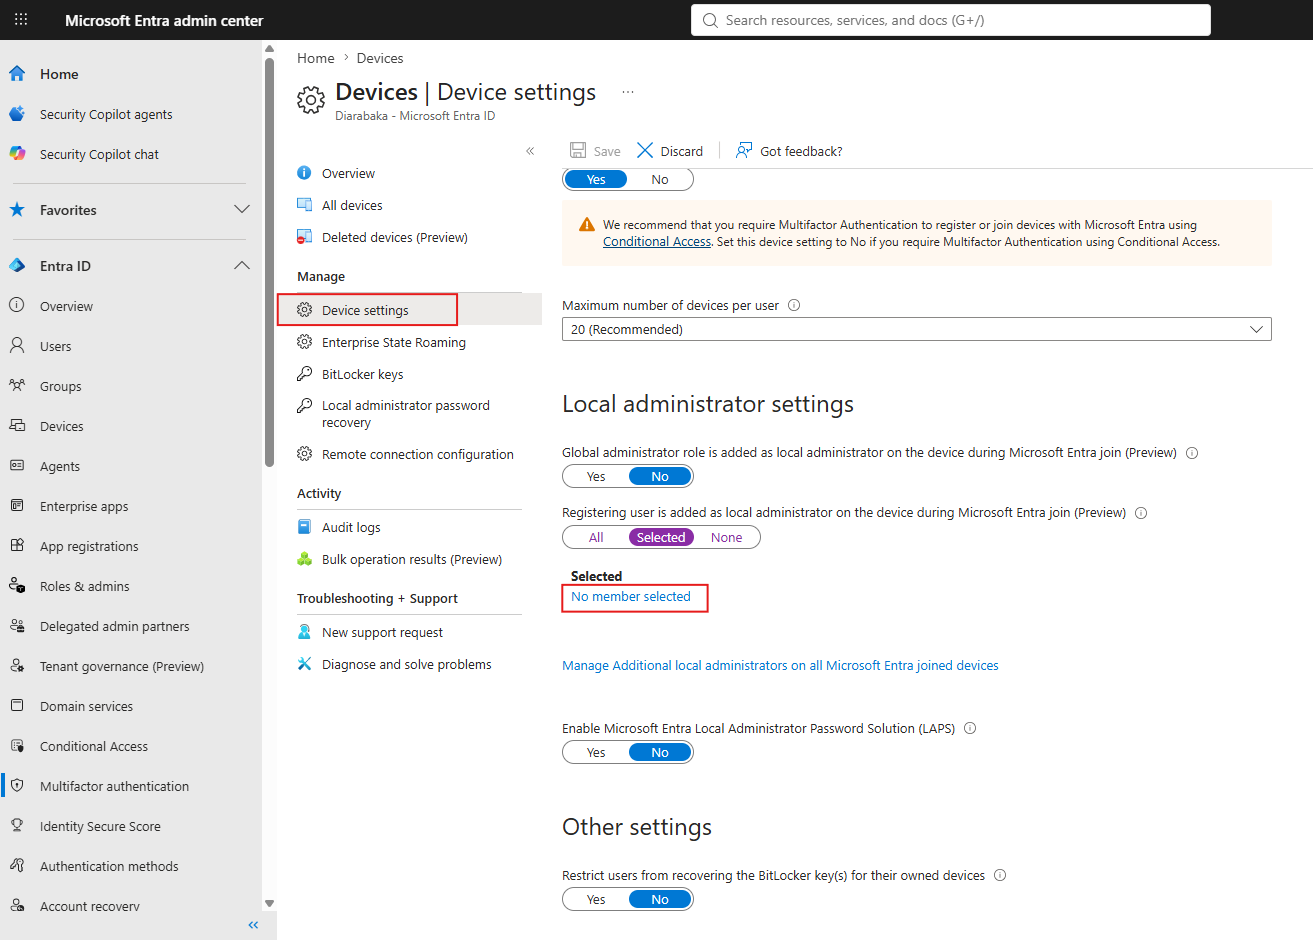 Microsoft Entra admin center
Search resources, services, and docs (G+/)
Home
Security Copilot agents
Security Copilot chat
Favorites
Entra ID
Overview
Users
Groups
Devices
Agents
Enterprise apps
App registrations
Roles & admins
Delegated admin partners
Tenant governance (Preview)
Domain services
Conditional Access
Multifactor authentication
Identity Secure Score
Authentication methods
Account recovery
Home > Devices
Devices | Device settings ...
Diarabaka - Microsoft Entra ID
Overview
All devices
Deleted devices (Preview)
Manage
Device settings
Enterprise State Roaming
BitLocker keys
Local administrator password
recovery
Remote connection configuration
Activity
Audit logs
Bulk operation results (Preview)
Troubleshooting + Support
New support request
Diagnose and solve problems
Save Discard Got feedback?
Yes No
We recommend that you require Multifactor Authentication to register or join devices with Microsoft Entra using
Conditional Access. Set this device setting to No if you require Multifactor Authentication using Conditional Access.
Maximum number of devices per user
20 (Recommended)
Local administrator settings
Global administrator role is added as local administrator on the device during Microsoft Entra join (Preview)
Yes No
Registering user is added as local administrator on the device during Microsoft Entra join (Preview)
All Selected None
Selected
No member selected
Manage Additional local administrators on all Microsoft Entra joined devices
Enable Microsoft Entra Local Administrator Password Solution (LAPS)
Yes No
Other settings
Restrict users from recovering the BitLocker key(s) for their owned devices
Yes No